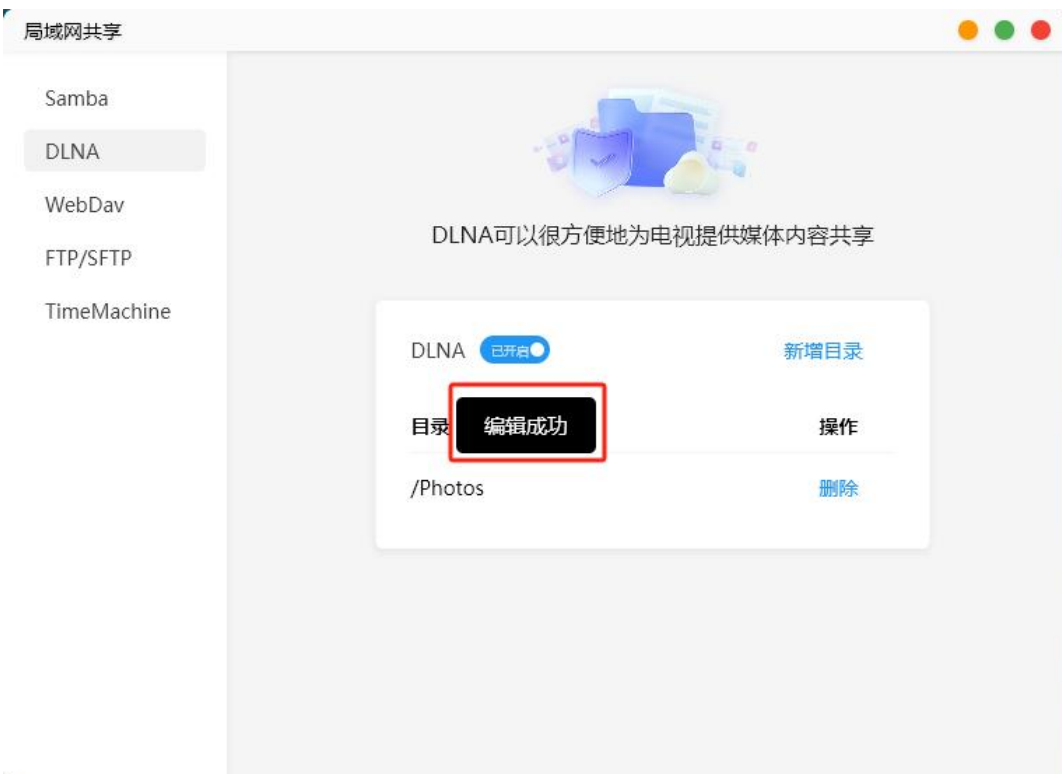 局域网共享
Samba
DLNA
WebDav
FTP/SFTP
TimeMachine
DLNA可以很方便地为电视提供媒体内容共享
DLNA 已开启 新增目录
目录 编辑成功 操作
/Photos 删除